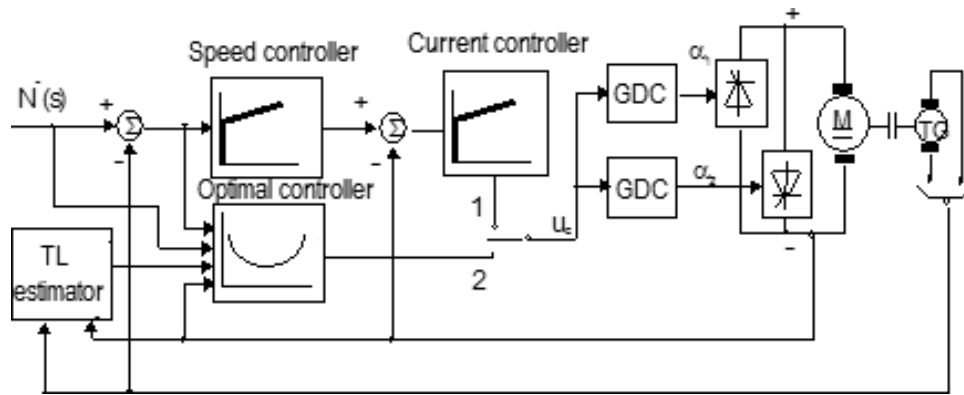 Speed controller
Current controller
N*(s)
+
Σ
-
+
Σ
-
Optimal controller
1
2
uc
GDC
GDC
α1
α2
+
-
M
TG
TL
estimator